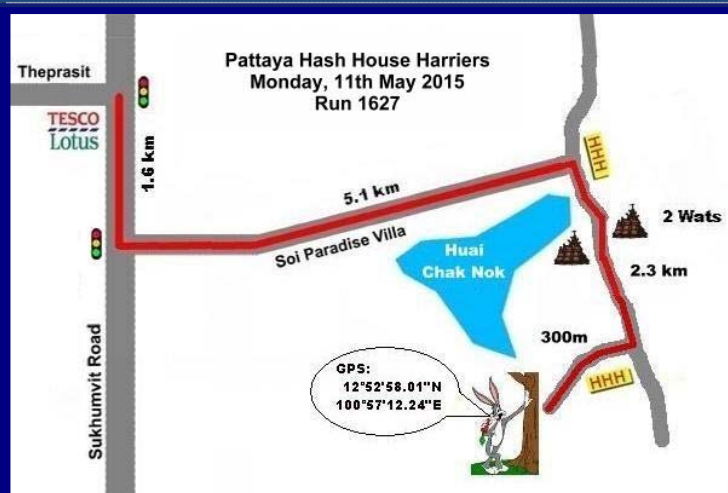 Pattaya Hash House Harriers
Monday, 11th May 2015
Run 1627
Theprasit
TESCO
Lotus
1.6 km
5.1 km
HHH
Soi Paradise Villa
2 Wats
Huai
Chak Nok
2.3 km
300m
GPS:
12°52'58.01"N
100°57'12.24"E
HHH
Sukhumvit Road